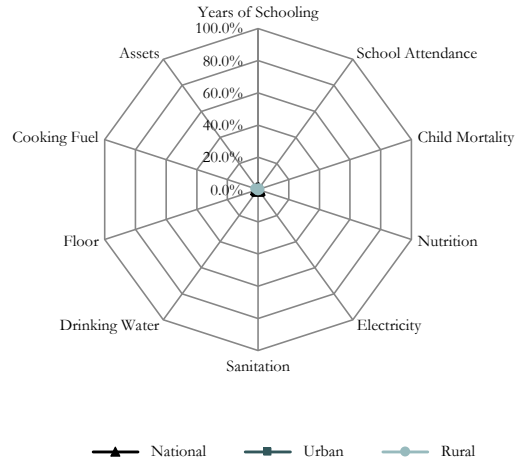 Years of Schooling
100.0%
Assets
School Attendance
80.0%
60.0%
40.0%
Cooking Fuel
Child Mortality
20.0%
0.0%
Floor
Nutrition
Drinking Water
Electricity
Sanitation
National Urban Rural